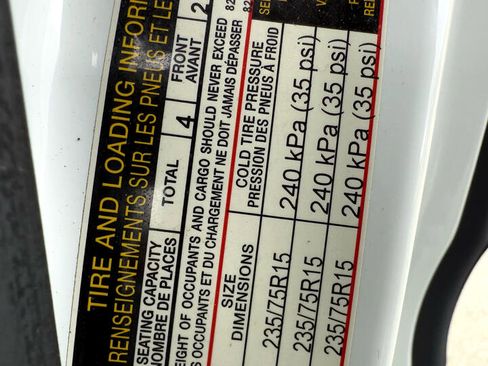 TIRE AND LOADING
RENSEIGNEMENTS SUR LES PNEUS ET
SEATING CAPACITY
NOMBRE DE PLACES
TOTAL 4
FRONT
AVANT 2
OF OCCUPANTS AND CARGO SHOULD NEVER EXCEED
OCCUPANTS ET DU CHARGEMENT NE DOIT JAMAIS DÉPASSER
SIZE
DIMENSIONS
COLD TIRE PRESSURE
PRESSION DES PNEUS À FROID
235/75R15 240 kPa (35 psi)
235/75R15 240 kPa (35 psi)
235/75R15 240 kPa (35 psi)